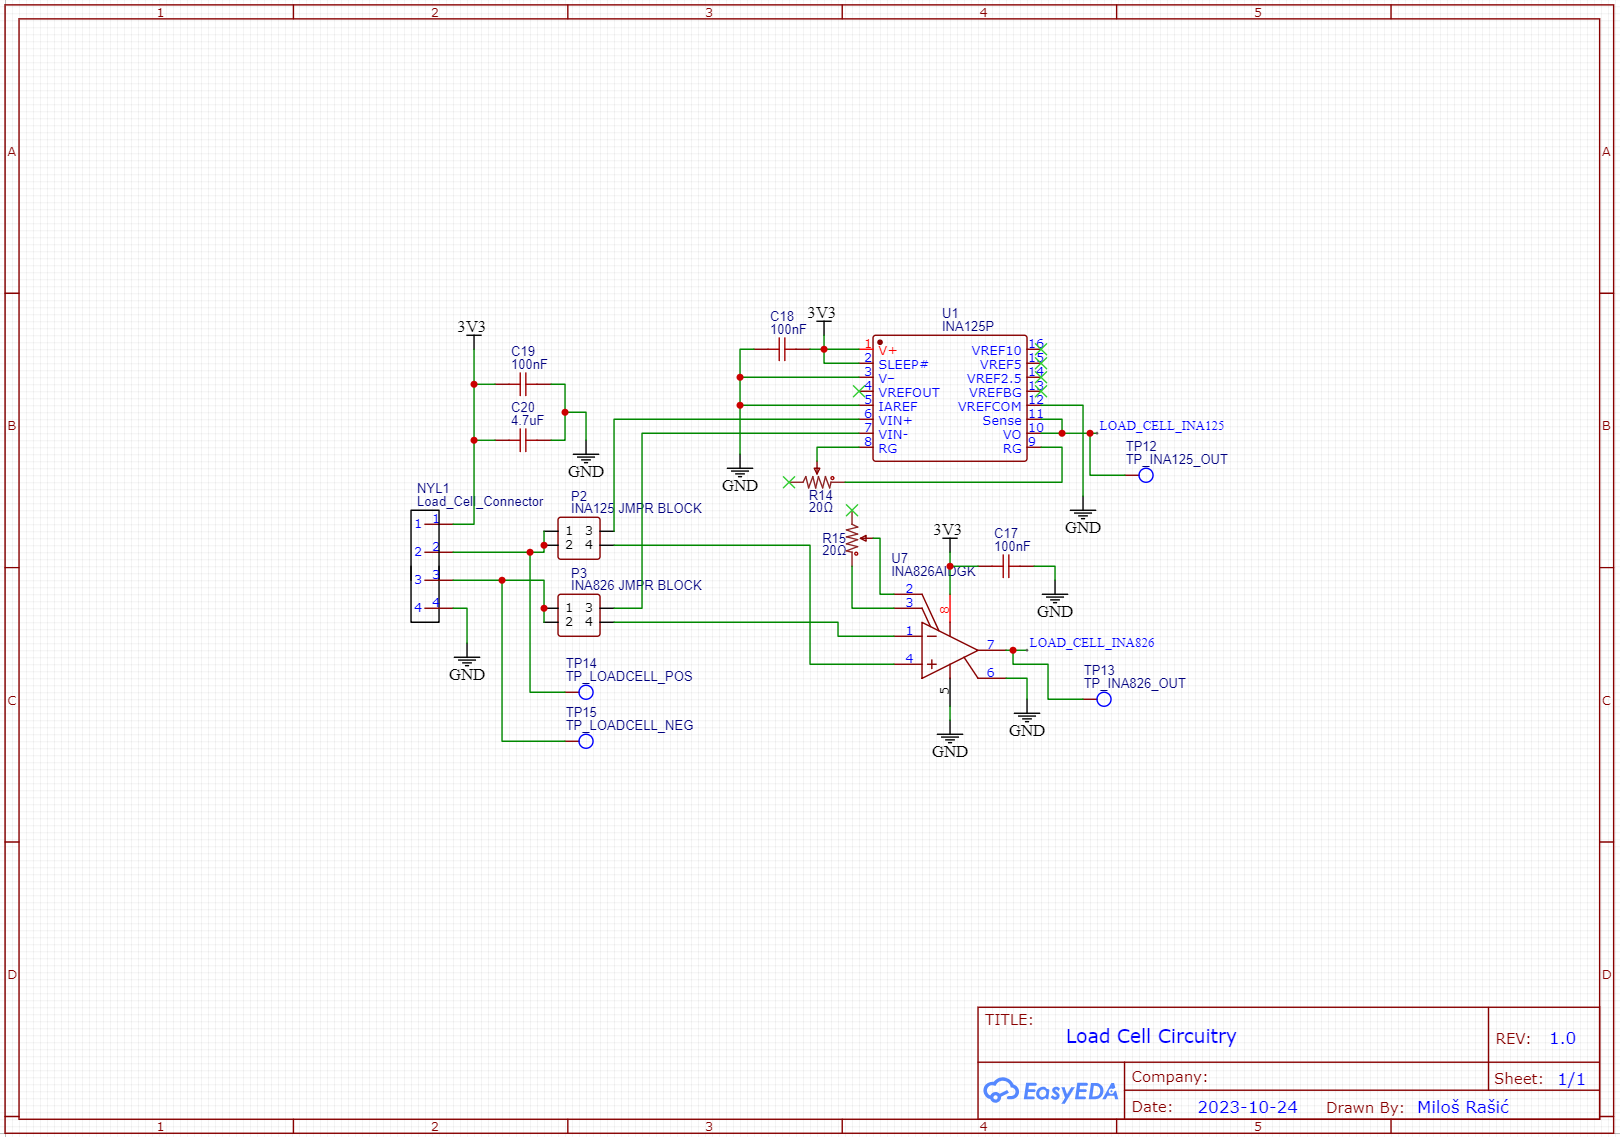 1 2 3 4 5
A A
3V3
C18
100nF
3V3
U1
INA125P
C19
100nF
C20
4.7uF
GND
1 V+
2 SLEEP#
3 V−
4 VREFOUT
5 IAREF
6 VIN+
7 VIN-
8 RG
VREF10 16
VREF5 15
VREF2.5 14
VREFBG 13
VREFCOM 12
Sense 11
VO 10
RG 9
B B
LOAD_CELL_INA125
TP12
TP_INA125_OUT
GND
R14
20Ω
GND
NYL1
Load_Cell_Connector
1 1
2 2
3 3
4 4
GND
P2
INA125 JMPR BLOCK
1 3
2 4
P3
INA826 JMPR BLOCK
1 3
2 4
R15
20Ω
3V3
C17
100nF
GND
U7
INA826AIDGK
2
3
8
1 −
4 +
5
7
6
LOAD_CELL_INA826
TP13
TP_INA826_OUT
GND
GND
TP14
TP_LOADCELL_POS
TP15
TP_LOADCELL_NEG
C C
D D
TITLE:
Load Cell Circuitry
REV: 1.0
EasyEDA
Company:
Sheet: 1/1
Date: 2023-10-24
Drawn By: Miloš Rašić
1 2 3 4 5